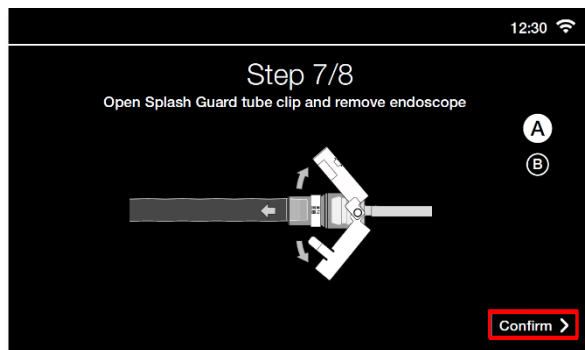 12:30
Step 7/8
Open Splash Guard tube clip and remove endoscope
A
B
Confirm